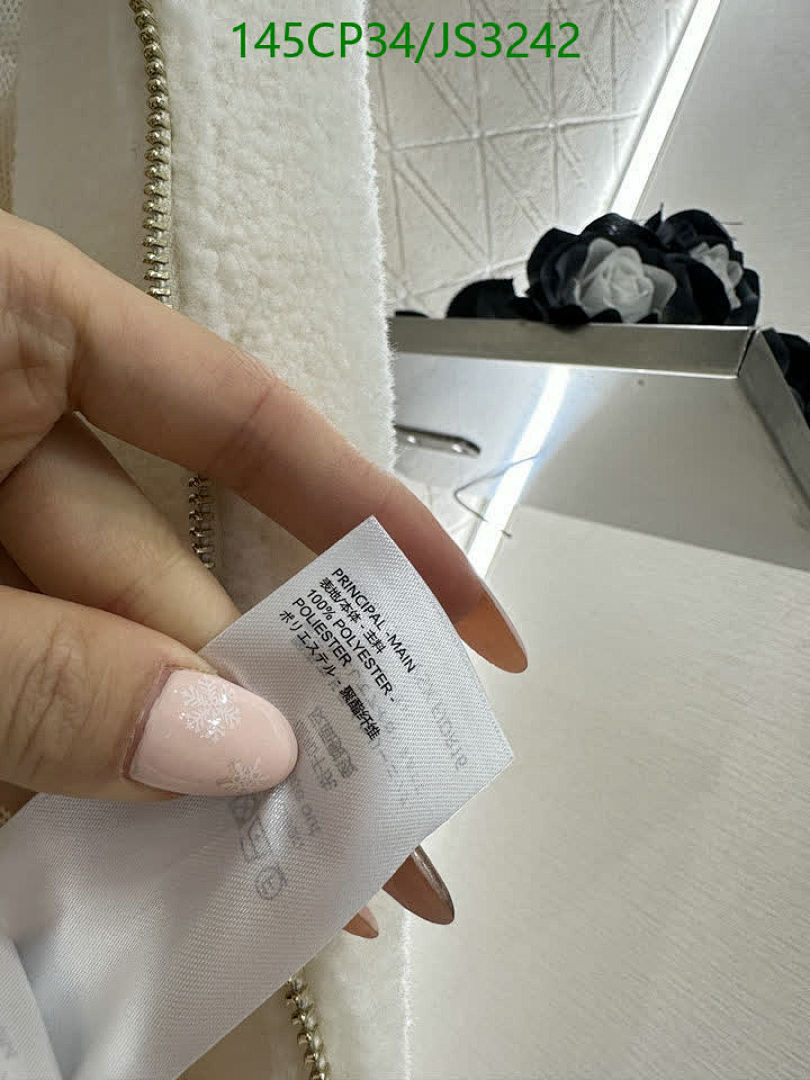 145CP34/JS3242
PRINCIPAL -MAIN
表地/本体 - 主料
100% POLYESTER -
POLIESTER
ポリエステル - 聚酯纤维